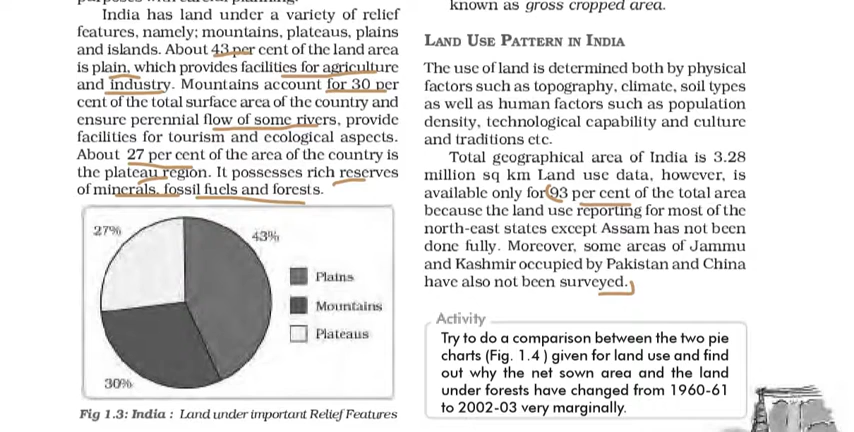 India has land under a variety of relief
features, namely; mountains, plateaus, plains
and islands. About 43 per cent of the land area
is plain, which provides facilities for agriculture
and industry. Mountains account for 30 per
cent of the total surface area of the country and
ensure perennial flow of some rivers, provide
facilities for tourism and ecological aspects.
About 27 per cent of the area of the country is
the plateau region. It possesses rich reserves
of minerals, fossil fuels and forests.
27%
43%
Plains
Mountains
Plateaus
30%
Fig 1.3: India : Land under important Relief Features
known as gross cropped area.
LAND USE PATTERN IN INDIA
The use of land is determined both by physical
factors such as topography, climate, soil types
as well as human factors such as population
density, technological capability and culture
and traditions etc.
Total geographical area of India is 3.28
million sq km Land use data, however, is
available only for 93 per cent of the total area
because the land use reporting for most of the
north-east states except Assam has not been
done fully. Moreover, some areas of Jammu
and Kashmir occupied by Pakistan and China
have also not been surveyed.
Activity
Try to do a comparison between the two pie
charts (Fig. 1.4 ) given for land use and find
out why the net sown area and the land
under forests have changed from 1960-61
to 2002-03 very marginally.